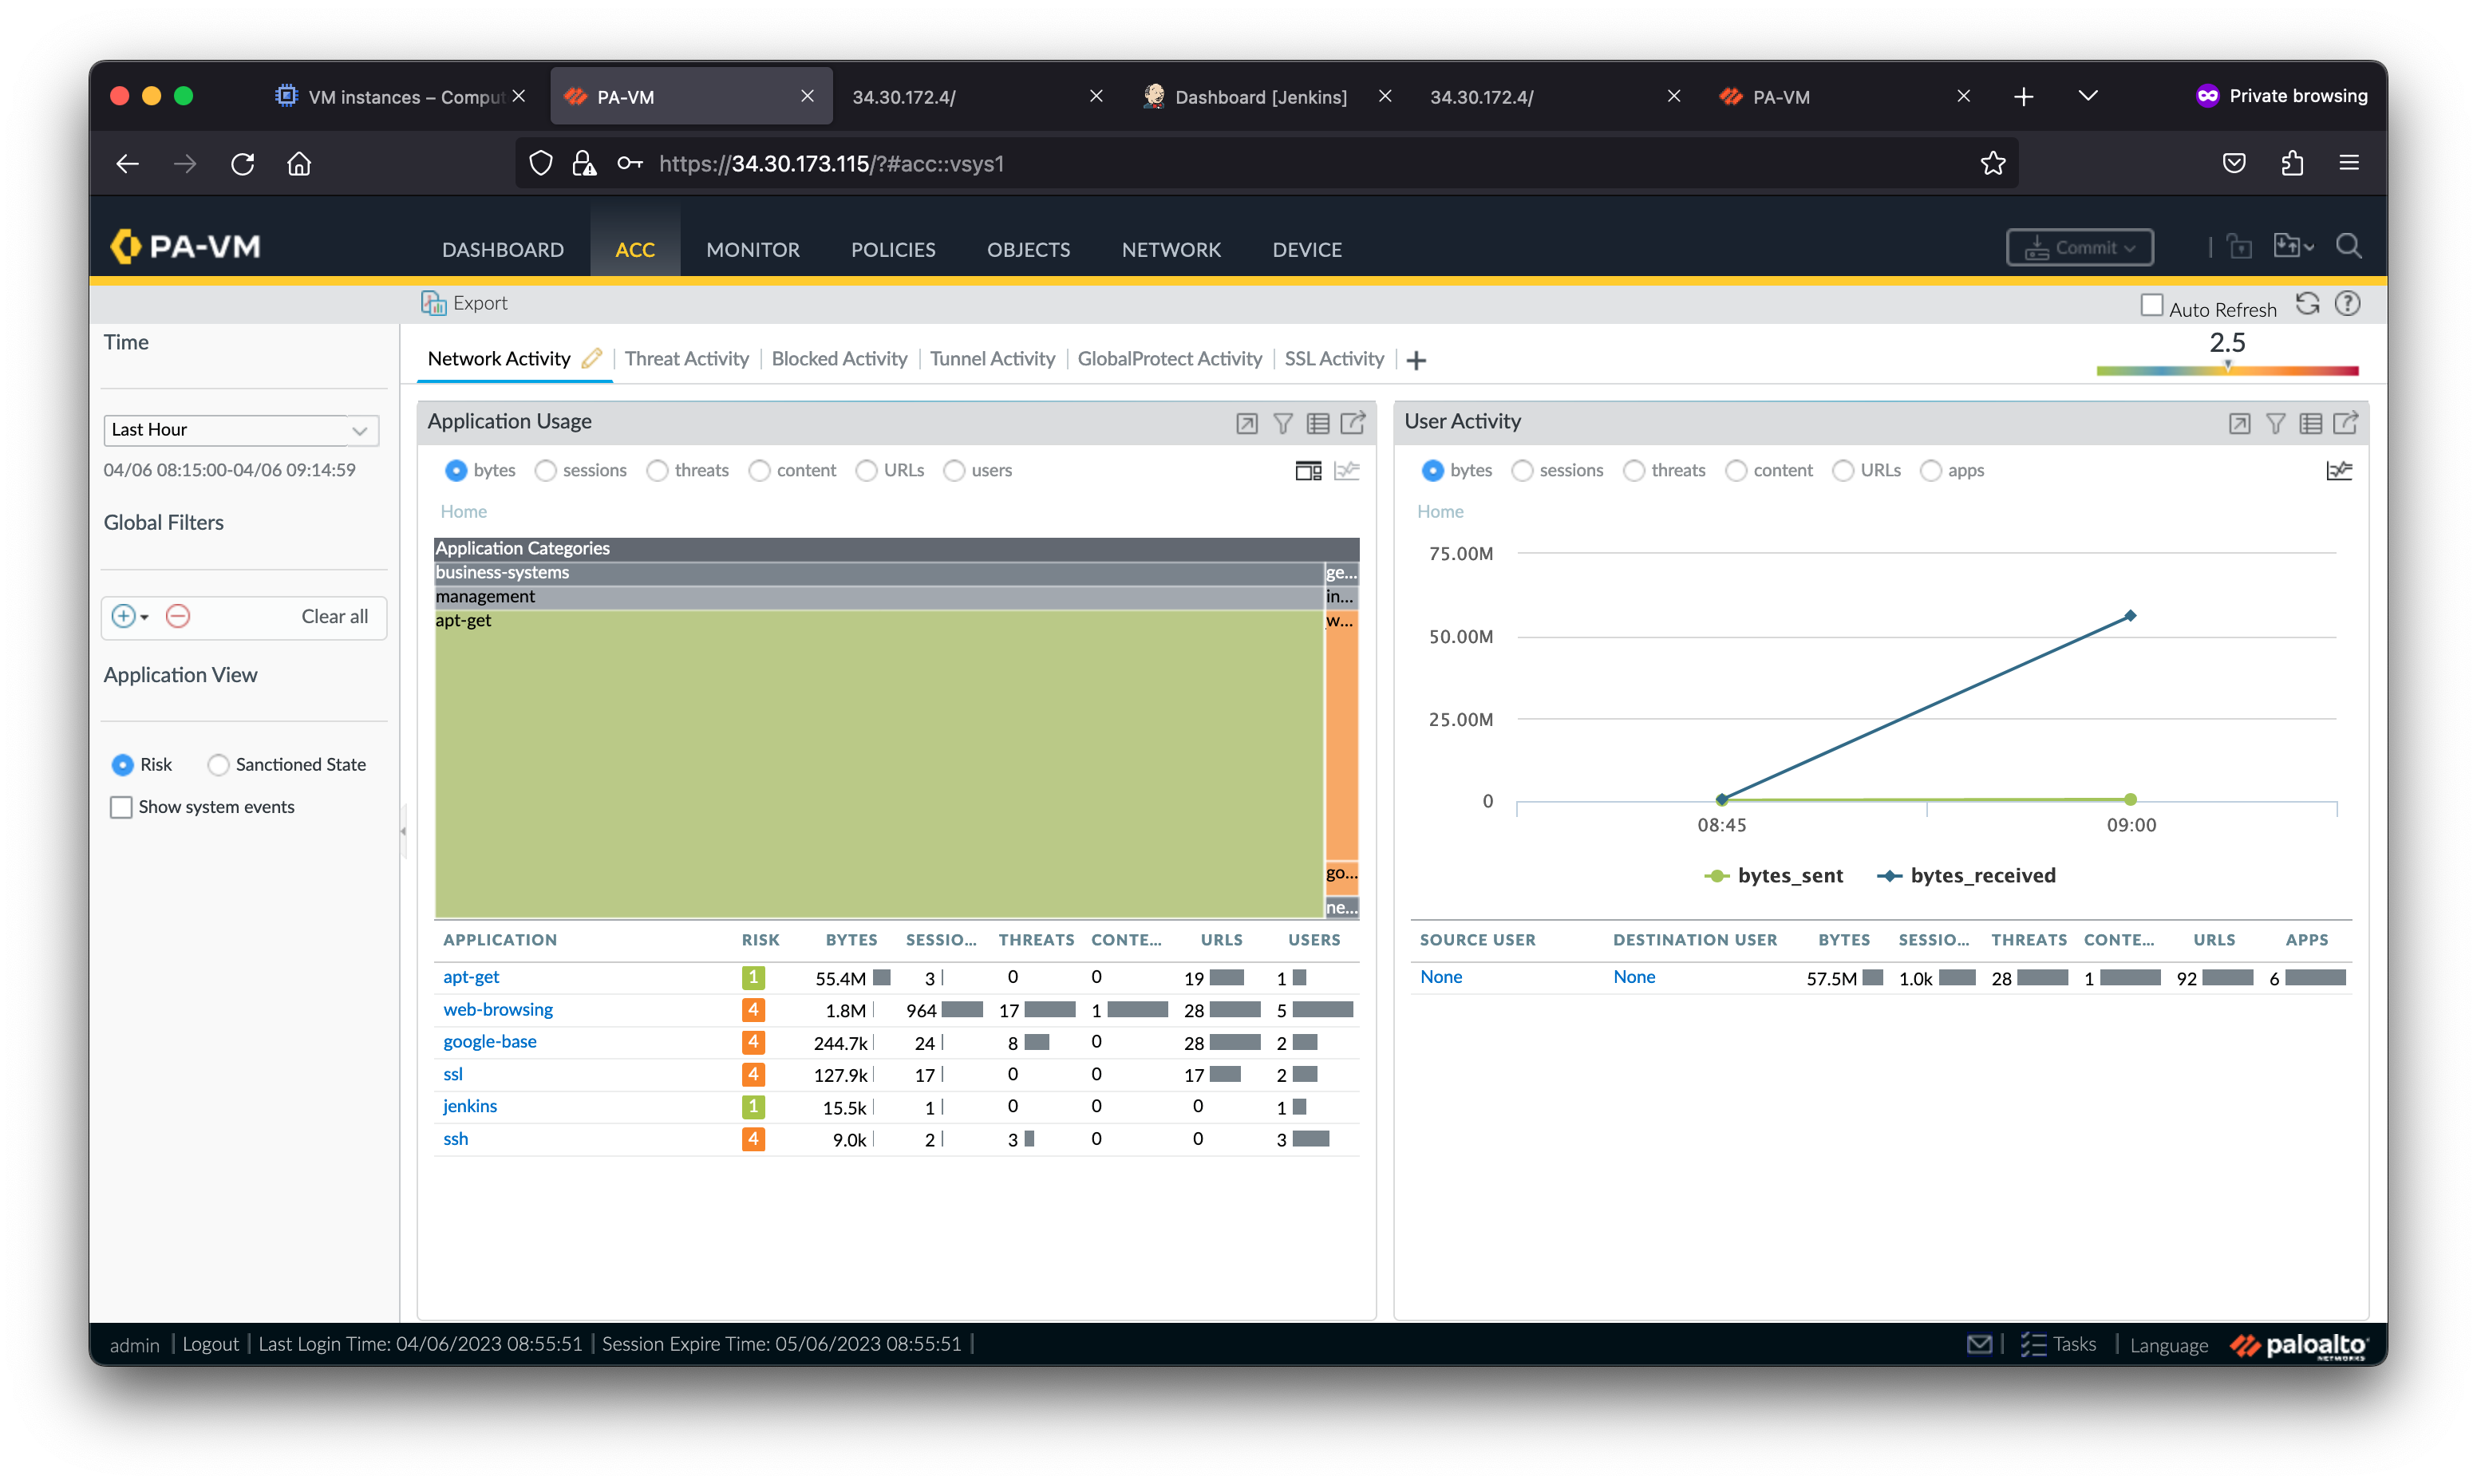 VM instances – Comput
PA-VM
34.30.172.4/
Dashboard [Jenkins]
34.30.172.4/
PA-VM
Private browsing
https://34.30.173.115/?#acc::vsys1
PA-VM
DASHBOARD
ACC
MONITOR
POLICIES
OBJECTS
NETWORK
DEVICE
Commit
Export
Auto Refresh
Time
Network Activity
Threat Activity
Blocked Activity
Tunnel Activity
GlobalProtect Activity
SSL Activity
2.5
Last Hour
04/06 08:15:00-04/06 09:14:59
Global Filters
Clear all
Application View
Risk
Sanctioned State
Show system events
Application Usage
bytes sessions threats content URLs users
Home
Application Categories
business-systems
ge...
management
in...
apt-get
w...
go...
ne...
APPLICATION RISK BYTES SESSIO... THREATS CONTE... URLS USERS
apt-get 1 55.4M 3 0 0 19 1
web-browsing 4 1.8M 964 17 1 28 5
google-base 4 244.7k 24 8 0 28 2
ssl 4 127.9k 17 0 0 17 2
jenkins 1 15.5k 1 0 0 0 1
ssh 4 9.0k 2 3 0 0 3
User Activity
bytes sessions threats content URLs apps
Home
75.00M
50.00M
25.00M
0
08:45
09:00
bytes_sent
bytes_received
SOURCE USER DESTINATION USER BYTES SESSIO... THREATS CONTE... URLS APPS
None None 57.5M 1.0k 28 1 92 6
admin | Logout | Last Login Time: 04/06/2023 08:55:51 | Session Expire Time: 05/06/2023 08:55:51 |
Tasks | Language
paloalto
NETWORKS